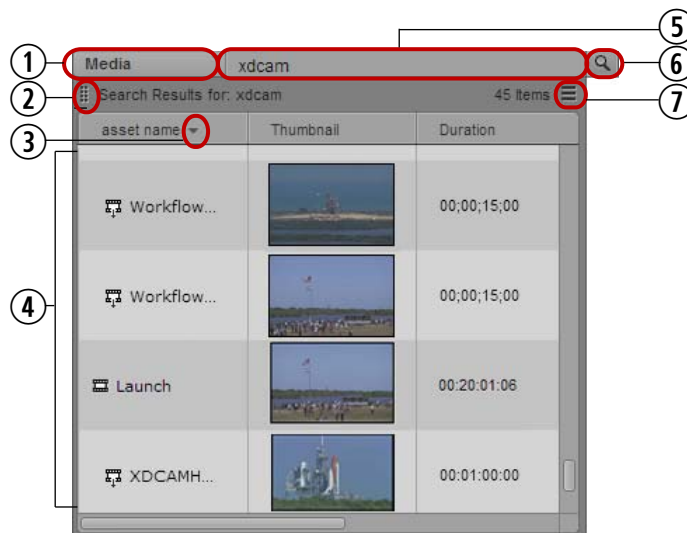 5
1
Media
xdcam
6
2
Search Results for: xdcam
45 Items
7
3
asset name
Thumbnail
Duration
Workflow...
00;00;15;00
4
Workflow...
00;00;15;00
Launch
00:20:01:06
XDCAMH...
00:01:00:00